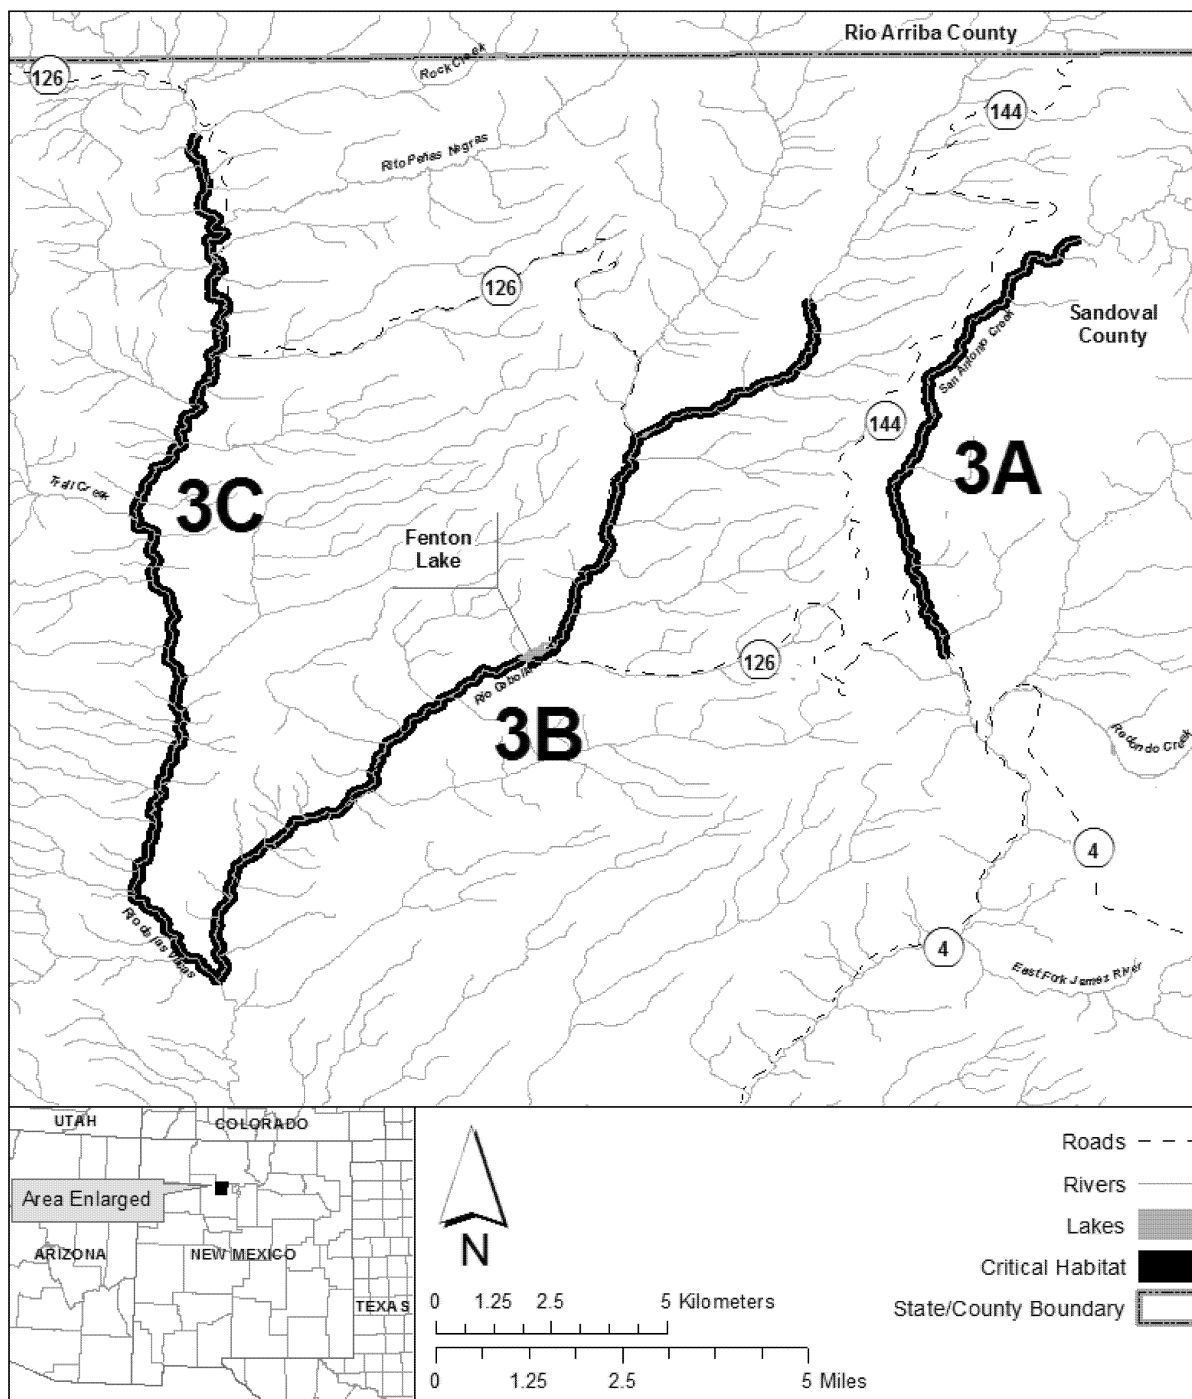 Rio Arriba County
Rock Creek
126
144
Rito Peñas Negras
126
Sandoval
County
San Antonio Creek
144
3A
Trail Creek
3C
Fenton
Lake
126
Rio Cebolla
3B
Redondo Creek
4
Rio de las Vacas
4
East Fork Jemez River
UTAH
COLORADO
Area Enlarged
ARIZONA
NEW MEXICO
TEXAS
N
0 1.25 2.5 5 Kilometers
0 1.25 2.5 5 Miles
Roads
Rivers
Lakes
Critical Habitat
State/County Boundary